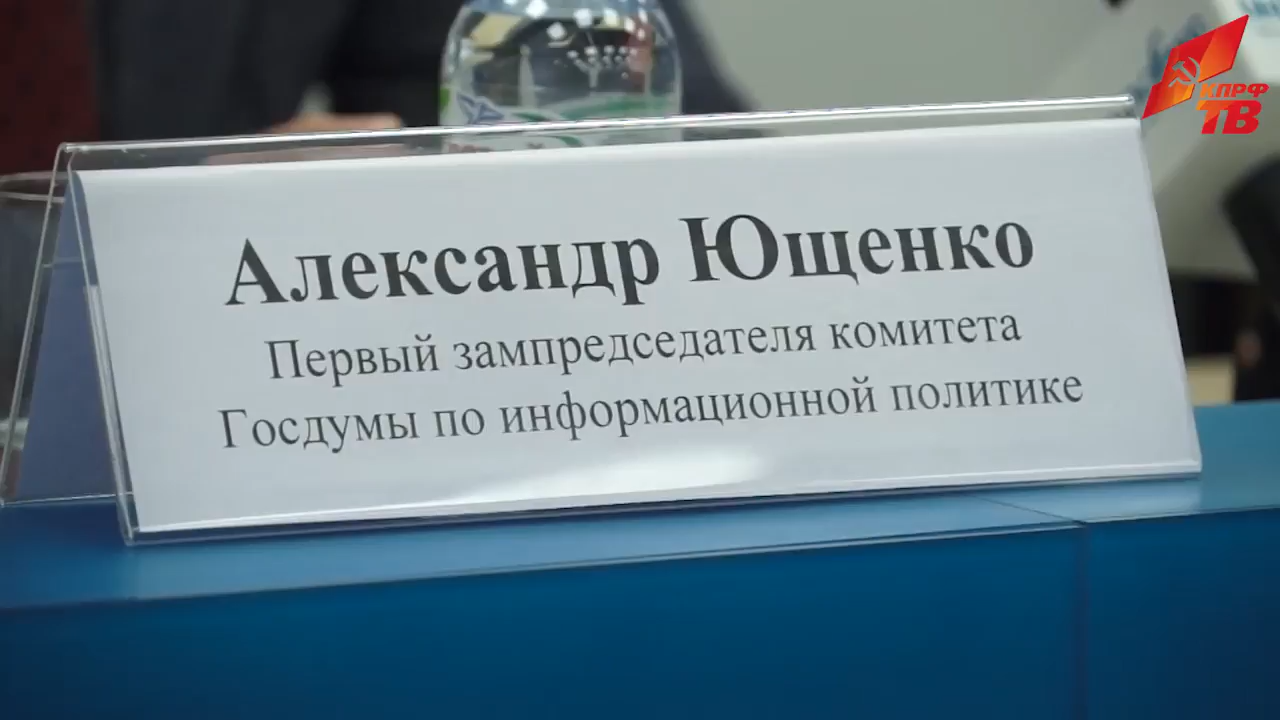 КПРФ
ТВ
Александр Ющенко
Первый зампредседателя комитета
Госдумы по информационной политике